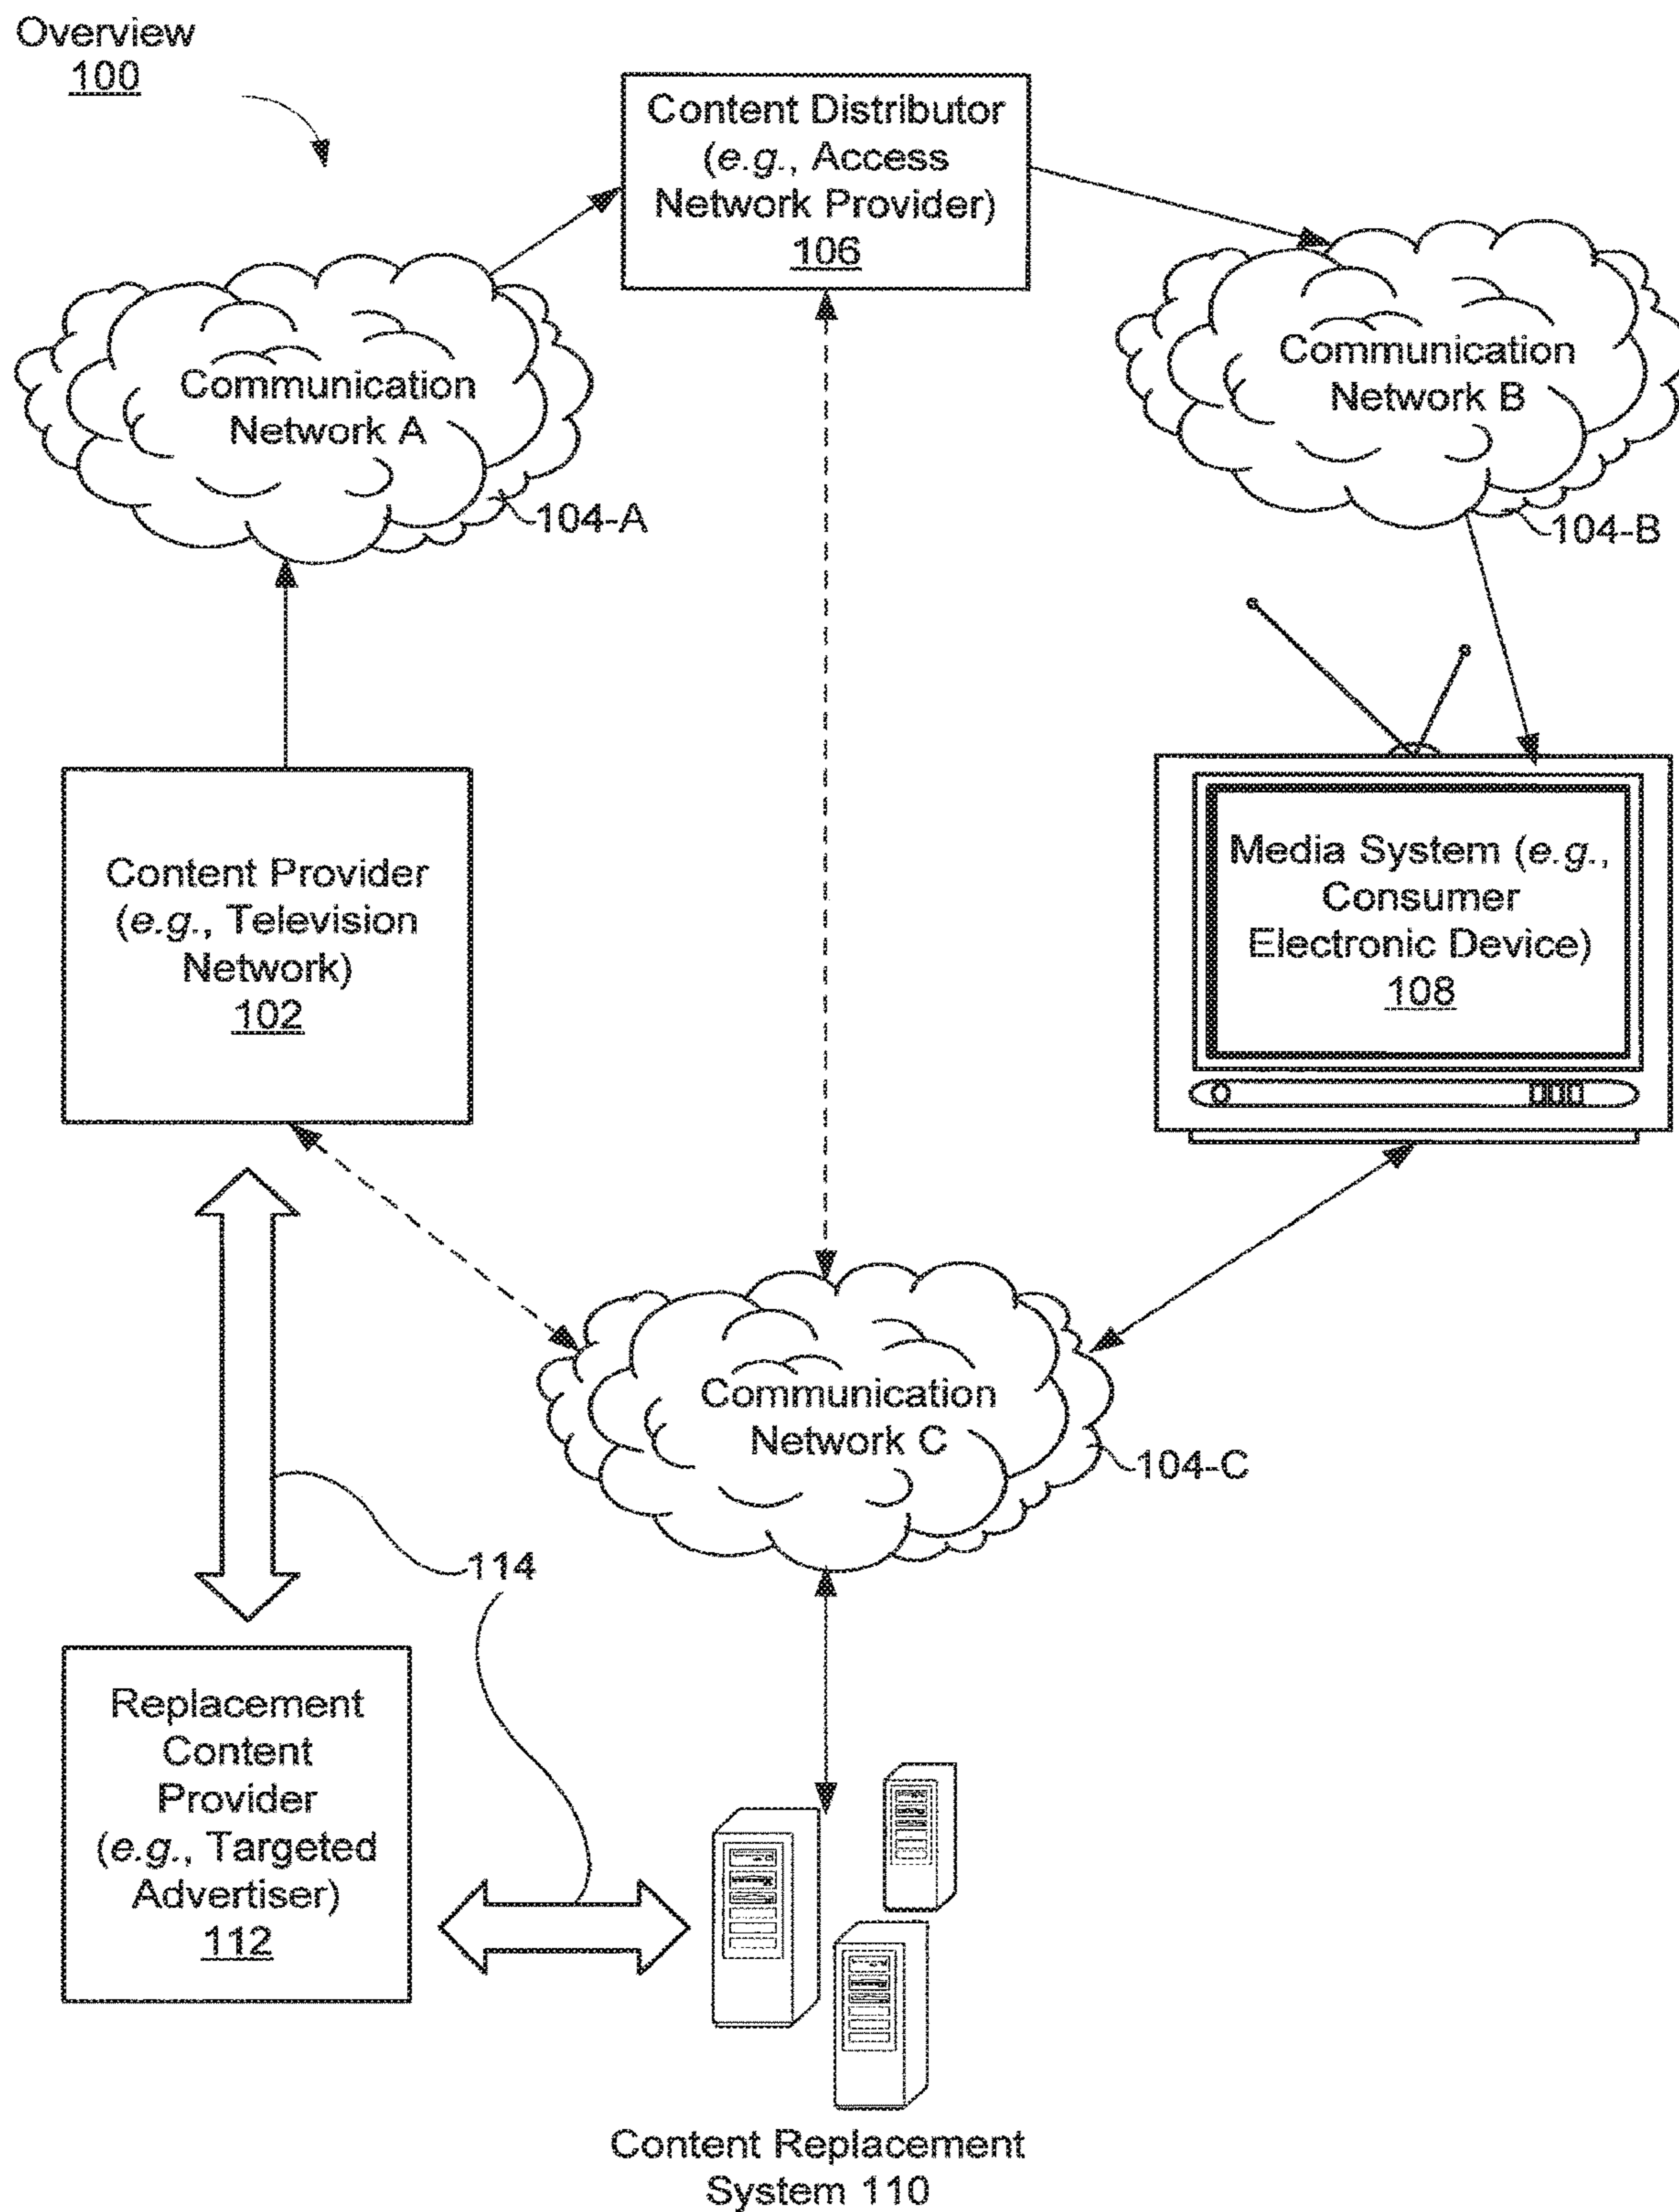 Overview
100
Content Distributor
(e.g., Access
Network Provider)
106
Communication
Network A
104-A
Communication
Network B
104-B
Content Provider
(e.g., Television
Network)
102
Media System (e.g.,
Consumer
Electronic Device)
108
Communication
Network C
104-C
114
Replacement
Content
Provider
(e.g., Targeted
Advertiser)
112
Content Replacement
System 110